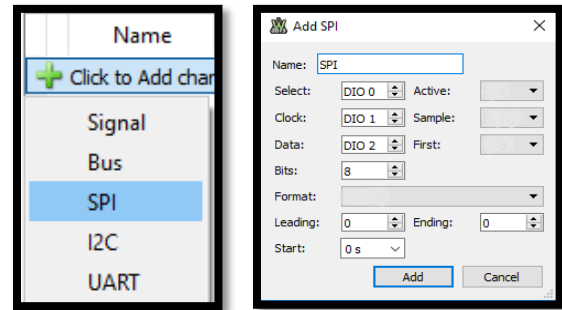 Name
Click to Add char
Signal
Bus
SPI
I2C
UART
Add SPI
Name: SPI
Select: DIO 0 Active:
Clock: DIO 1 Sample:
Data: DIO 2 First:
Bits: 8
Format:
Leading: 0 Ending: 0
Start: 0 s
Add Cancel